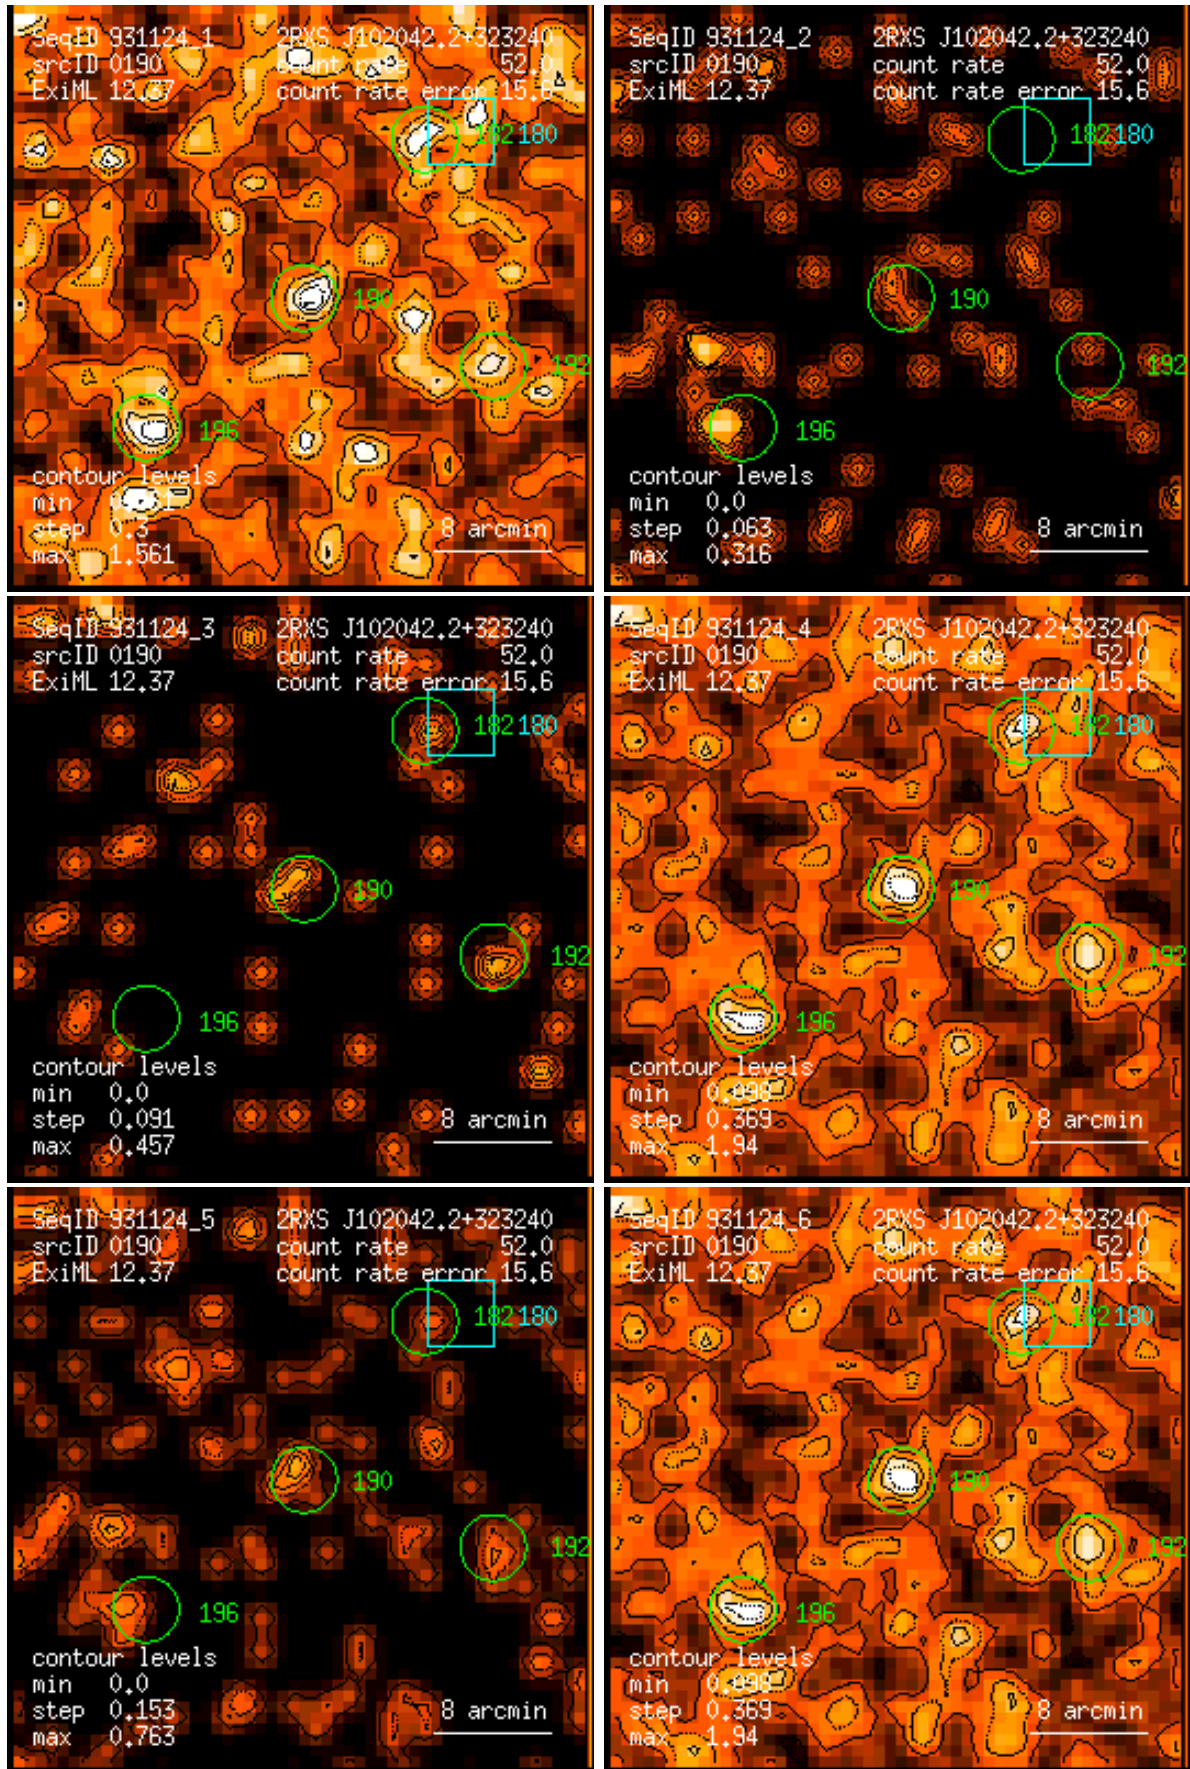 SeqID 931124_1 2RXS J102042.2+323240
srcID 0190 count rate 52.0
ExiML 12.37 count rate error 15.6
182 180
190
192
196
contour levels
min
step 0.3
max 1.561
8 arcmin
SeqID 931124_2 2RXS J102042.2+323240
srcID 0190 count rate 52.0
ExiML 12.37 count rate error 15.6
182 180
190
192
196
contour levels
min 0.0
step 0.063
max 0.316
8 arcmin
SeqID 931124_3 2RXS J102042.2+323240
srcID 0190 count rate 52.0
ExiML 12.37 count rate error 15.6
182 180
190
192
196
contour levels
min 0.0
step 0.091
max 0.457
8 arcmin
SeqID 931124_4 2RXS J102042.2+323240
srcID 0190 count rate 52.0
ExiML 12.37 count rate error 15.6
182 180
190
192
196
contour levels
min 0.098
step 0.369
max 1.94
8 arcmin
SeqID 931124_5 2RXS J102042.2+323240
srcID 0190 count rate 52.0
ExiML 12.37 count rate error 15.6
182 180
190
192
196
contour levels
min 0.0
step 0.153
max 0.763
8 arcmin
SeqID 931124_6 2RXS J102042.2+323240
srcID 0190 count rate 52.0
ExiML 12.37 count rate error 15.6
182 180
190
192
196
contour levels
min 0.098
step 0.369
max 1.94
8 arcmin